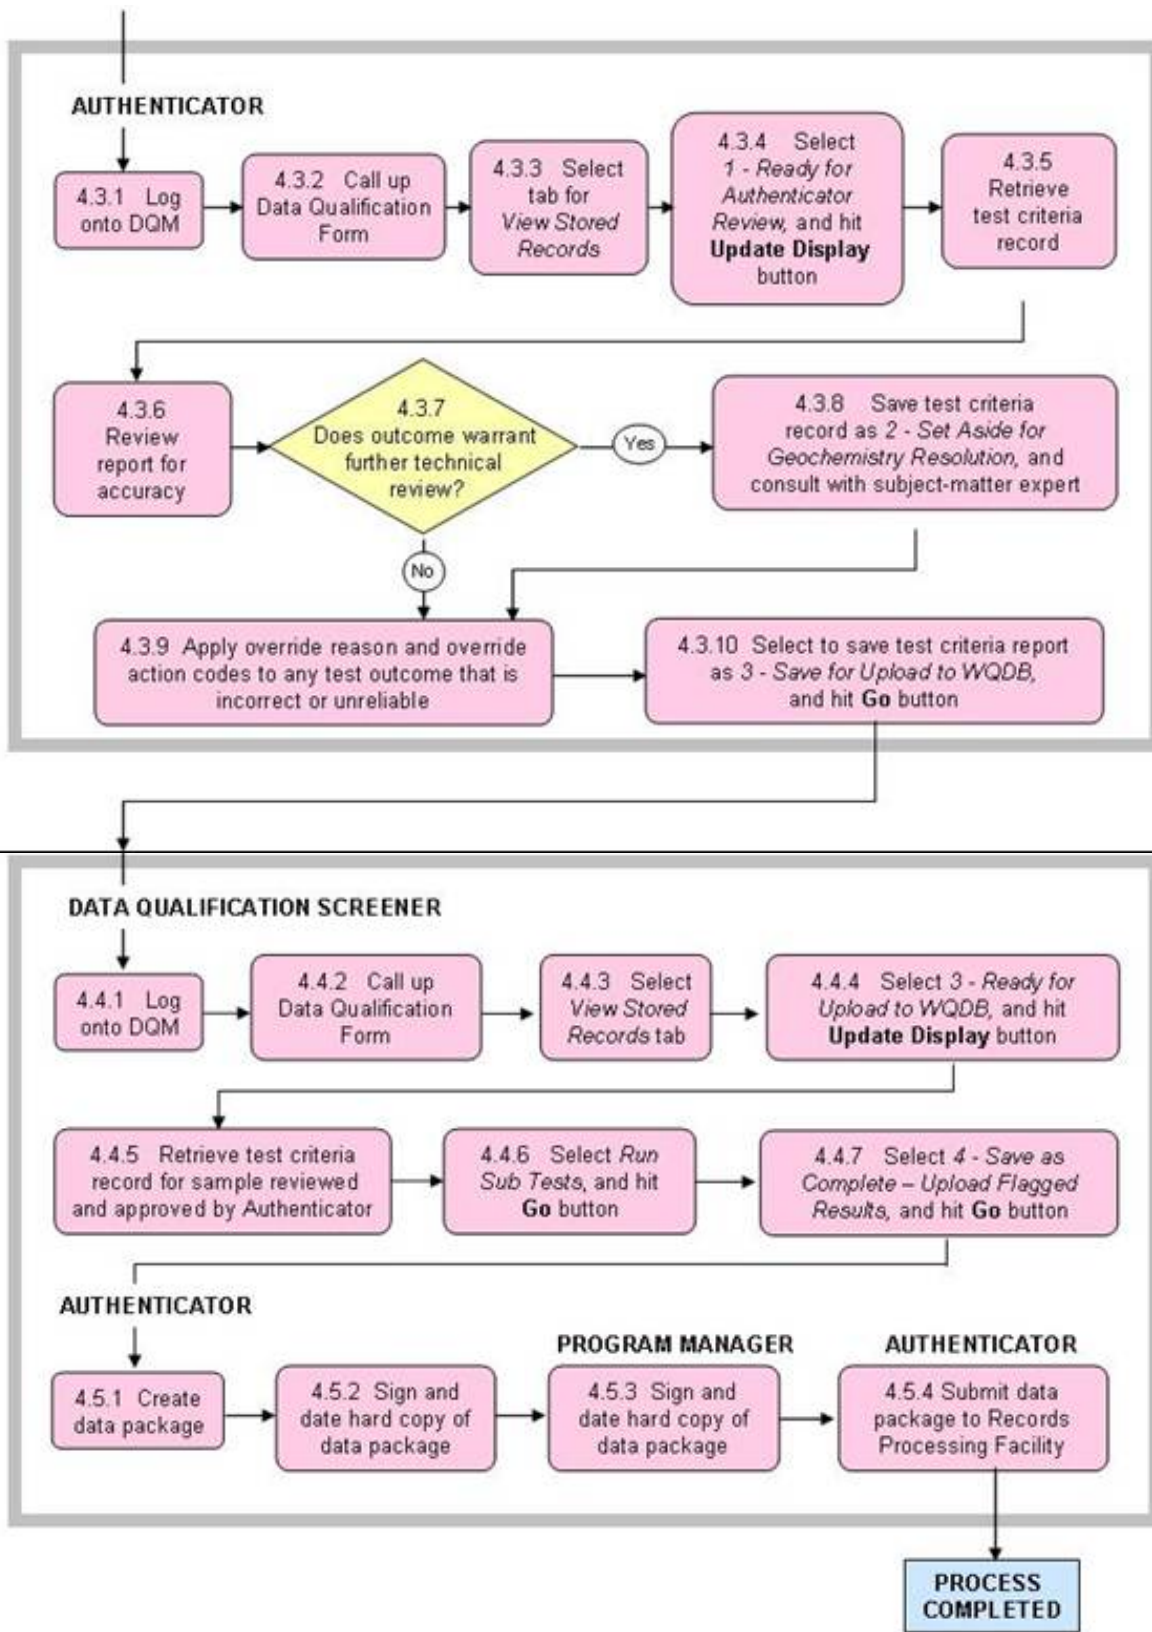 AUTHENTICATOR
4.3.1 Log
onto DQM
4.3.2 Call up
Data Qualification
Form
4.3.3 Select
tab for
View Stored
Records
4.3.4 Select
1 - Ready for
Authenticator
Review, and hit
Update Display
button
4.3.5
Retrieve
test criteria
record
4.3.6
Review
report for
accuracy
4.3.7
Does outcome warrant
further technical
review?
Yes
4.3.8 Save test criteria
record as 2 - Set Aside for
Geochemistry Resolution, and
consult with subject-matter expert
No
4.3.9 Apply override reason and override
action codes to any test outcome that is
incorrect or unreliable
4.3.10 Select to save test criteria report
as 3 - Save for Upload to WQDB,
and hit Go button
DATA QUALIFICATION SCREENER
4.4.1 Log
onto DQM
4.4.2 Call up
Data Qualification
Form
4.4.3 Select
View Stored
Records tab
4.4.4 Select 3 - Ready for
Upload to WQDB, and hit
Update Display button
4.4.5 Retrieve test criteria
record for sample reviewed
and approved by Authenticator
4.4.6 Select Run
Sub Tests, and hit
Go button
4.4.7 Select 4 - Save as
Complete – Upload Flagged
Results, and hit Go button
AUTHENTICATOR
4.5.1 Create
data package
4.5.2 Sign and
date hard copy of
data package
PROGRAM MANAGER
4.5.3 Sign and
date hard copy of
data package
AUTHENTICATOR
4.5.4 Submit data
package to Records
Processing Facility
PROCESS
COMPLETED